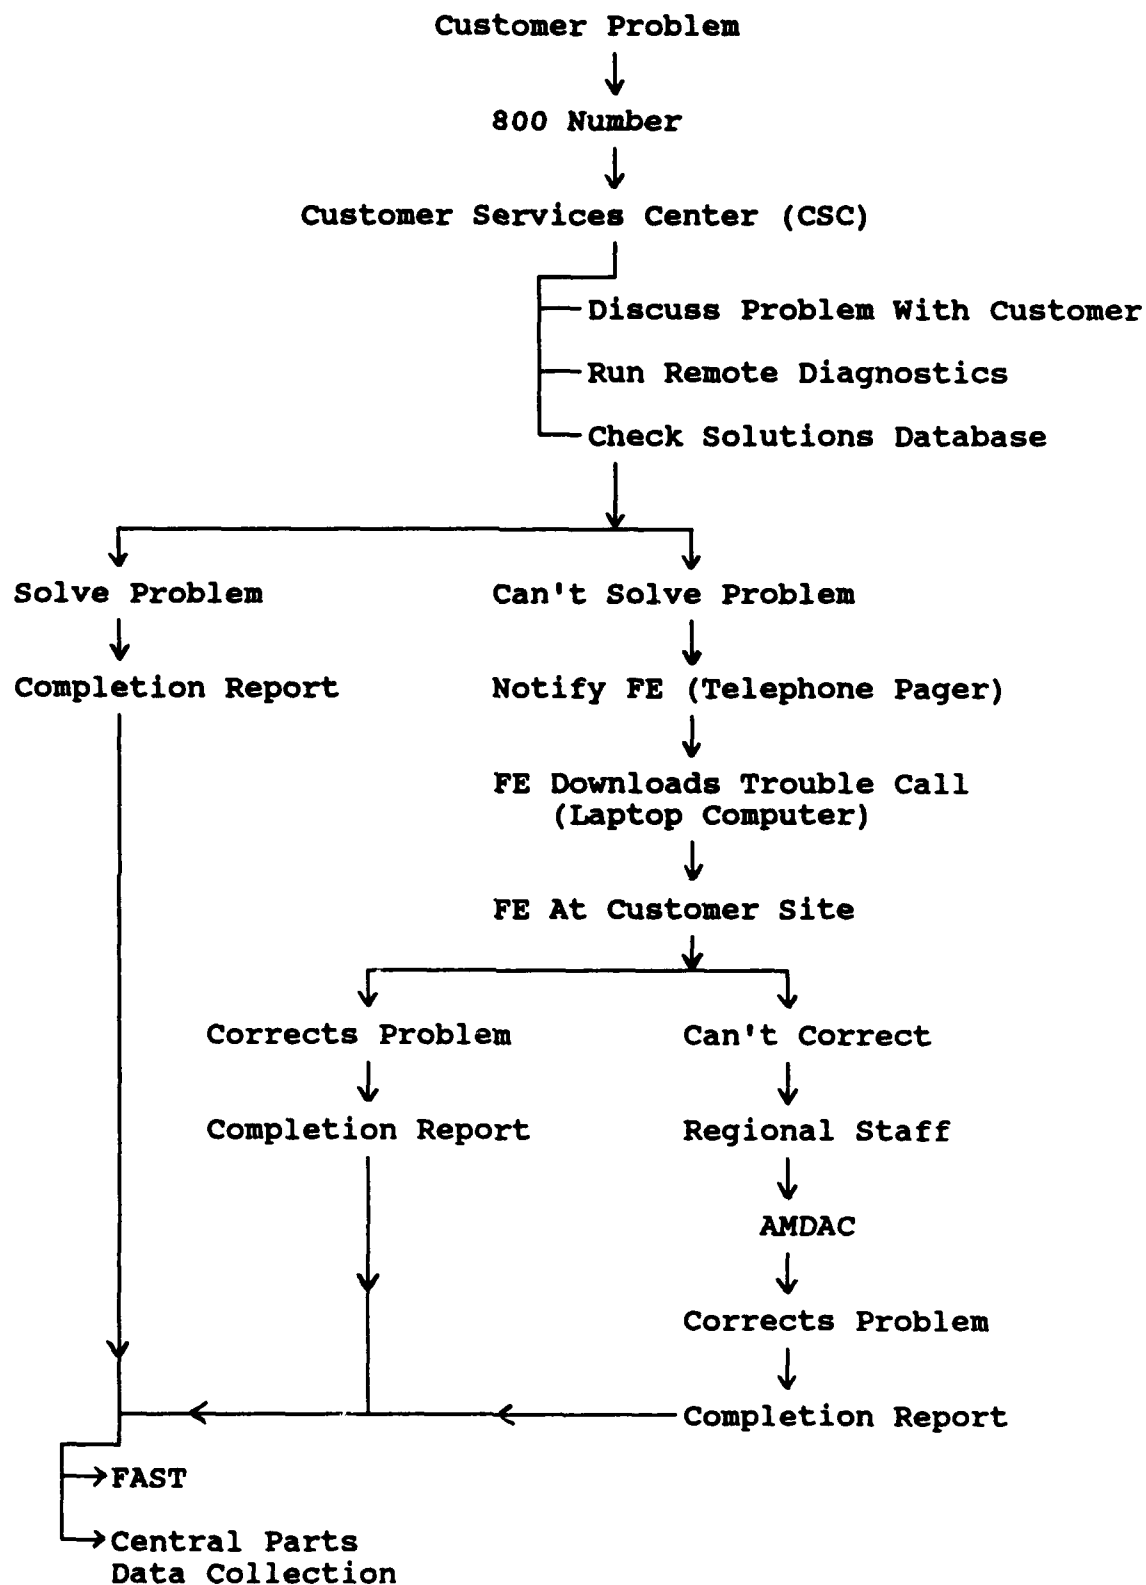 Customer Problem
800 Number
Customer Services Center (CSC)
Discuss Problem With Customer
Run Remote Diagnostics
Check Solutions Database
Solve Problem
Can't Solve Problem
Completion Report
Notify FE (Telephone Pager)
FE Downloads Trouble Call
(Laptop Computer)
FE At Customer Site
Corrects Problem
Can't Correct
Completion Report
Regional Staff
AMDAC
Corrects Problem
Completion Report
FAST
Central Parts
Data Collection